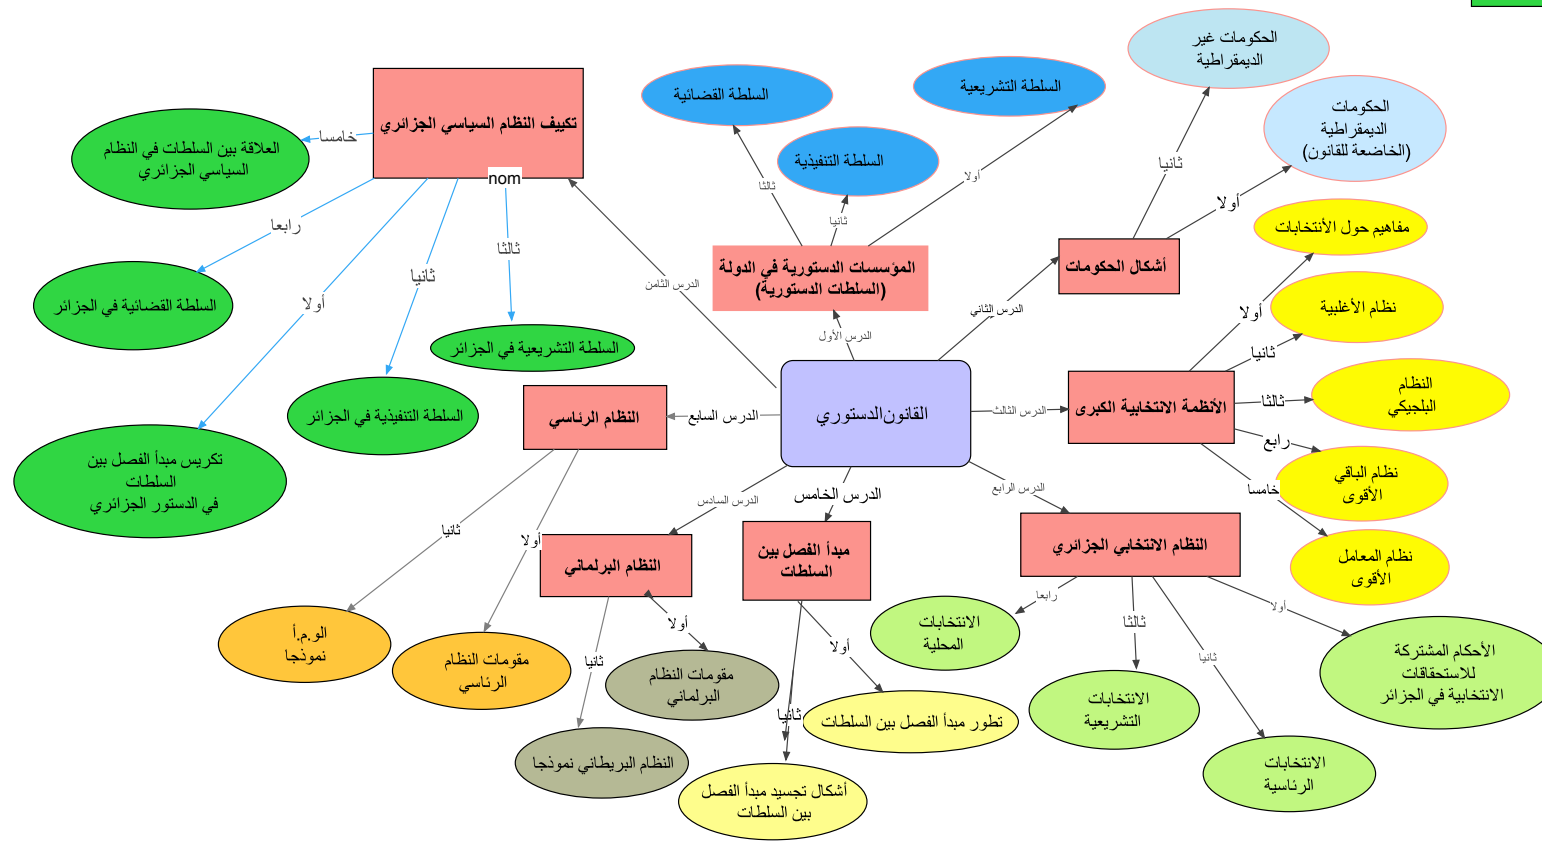 القانون الدستوري
الدرس الأول
المؤسسات الدستورية في الدولة
(السلطات الدستورية)
أولا
السلطة التشريعية
ثانيا
السلطة التنفيذية
ثالثا
السلطة القضائية
الدرس الثاني
أشكال الحكومات
أولا
الحكومات
الديمقراطية
(الخاضعة للقانون)
ثانيا
الحكومات غير
الديمقراطية
الدرس الثالث
الأنظمة الانتخابية الكبرى
أولا
مفاهيم حول الأنتخابات
ثانيا
نظام الأغلبية
ثالثا
النظام
البلجيكي
رابع
نظام الباقي
الأقوى
خامسا
نظام المعامل
الأقوى
الدرس الرابع
النظام الانتخابي الجزائري
أولا
الأحكام المشتركة
للاستحقاقات
الانتخابية في الجزائر
ثانيا
الانتخابات
الرئاسية
ثالثا
الانتخابات
التشريعية
رابعا
الانتخابات
المحلية
الدرس الخامس
مبدأ الفصل بين
السلطات
أولا
تطور مبدأ الفصل بين السلطات
ثانيا
أشكال تجسيد مبدأ الفصل
بين السلطات
الدرس السادس
النظام البرلماني
أولا
مقومات النظام
البرلماني
ثانيا
النظام البريطاني نموذجا
الدرس السابع
النظام الرئاسي
أولا
مقومات النظام
الرئاسي
ثانيا
الو.م.أ
نموذجا
الدرس الثامن
تكييف النظام السياسي الجزائري
nom
أولا
تكريس مبدأ الفصل بين
السلطات
في الدستور الجزائري
ثانيا
السلطة التنفيذية في الجزائر
ثالثا
السلطة التشريعية في الجزائر
رابعا
السلطة القضائية في الجزائر
خامسا
العلاقة بين السلطات في النظام
السياسي الجزائري